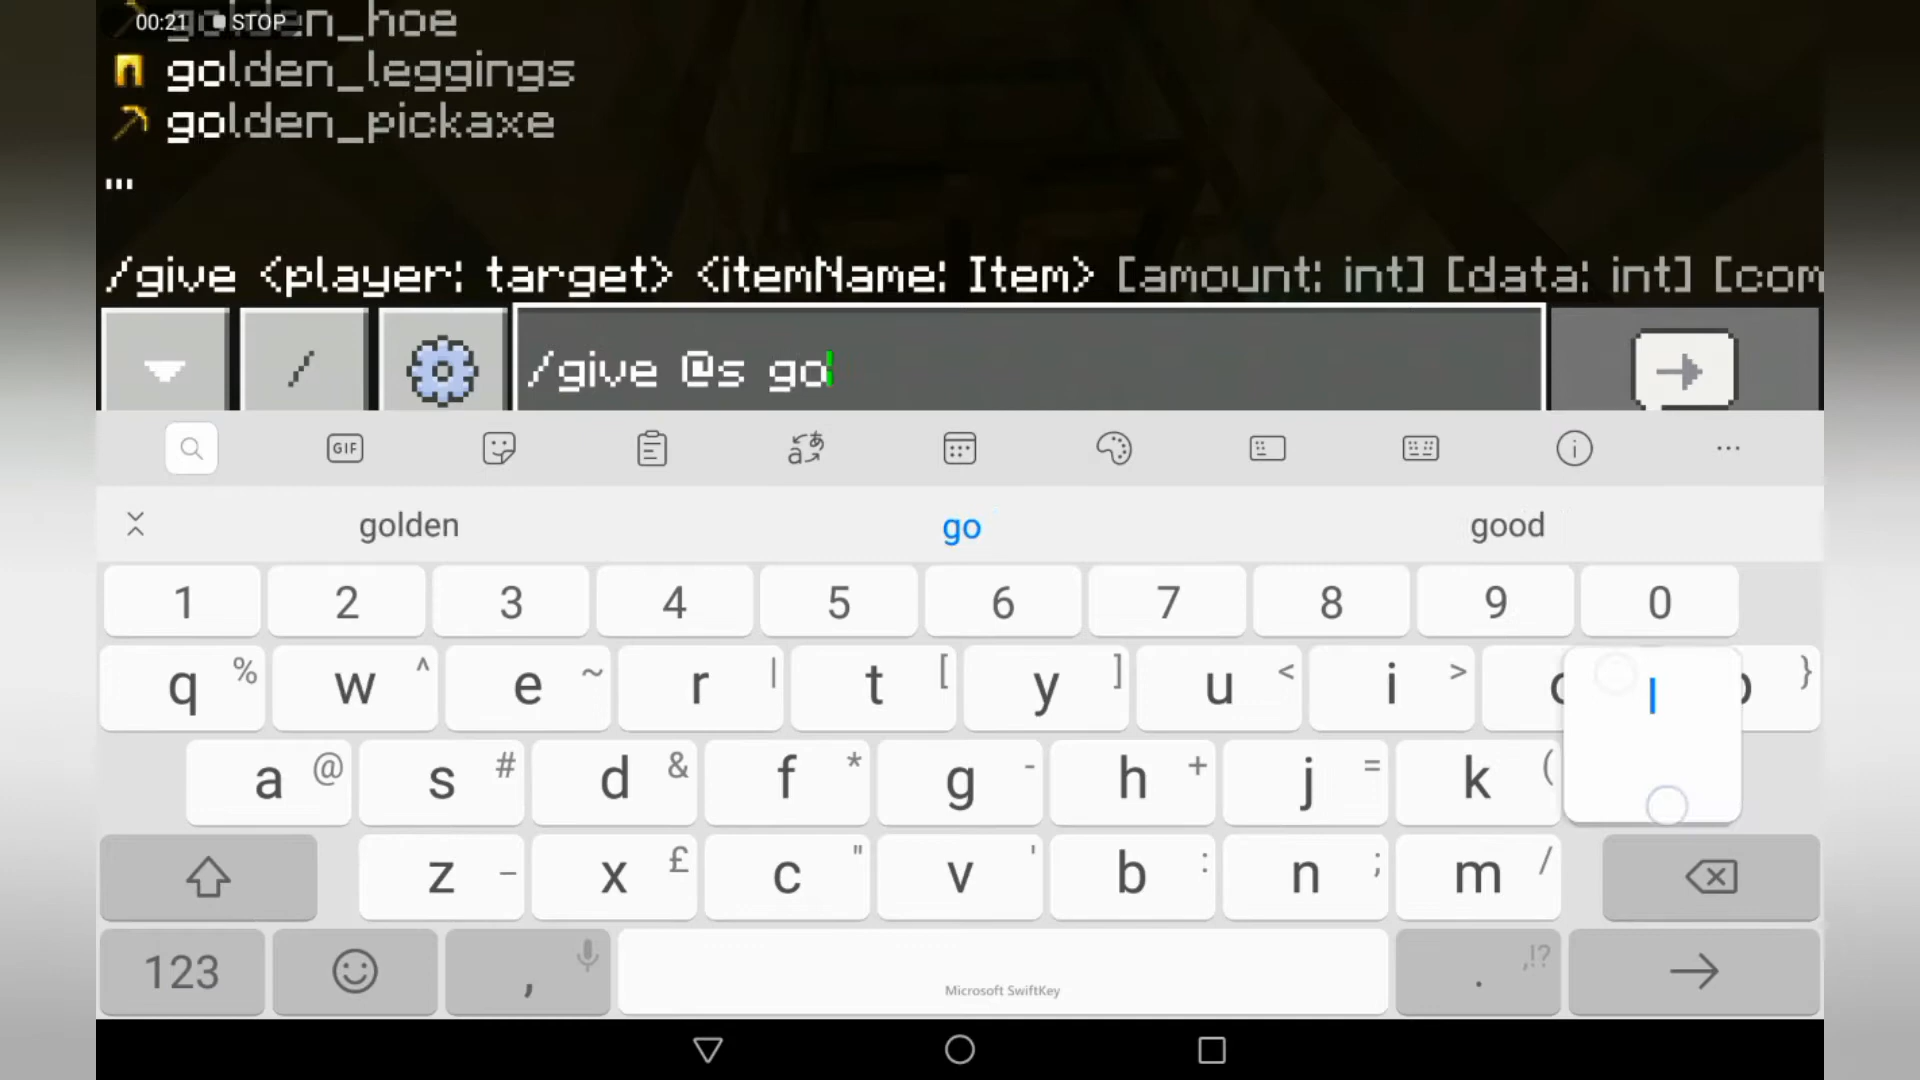 00:21 STOP
golden_hoe
golden_leggings
golden_pickaxe
...
/give <player: target> <itemName: Item> [amount: int] [data: int] [com
/ /give @s go
GIF
golden go good
1 2 3 4 5 6 7 8 9 0
q % w ^ e ~ r | t [ y ] u < i > o l p }
a @ s # d & f * g - h + j = k (
z _ x £ c " v ' b : n ; m /
123 , . ,!?
Microsoft SwiftKey